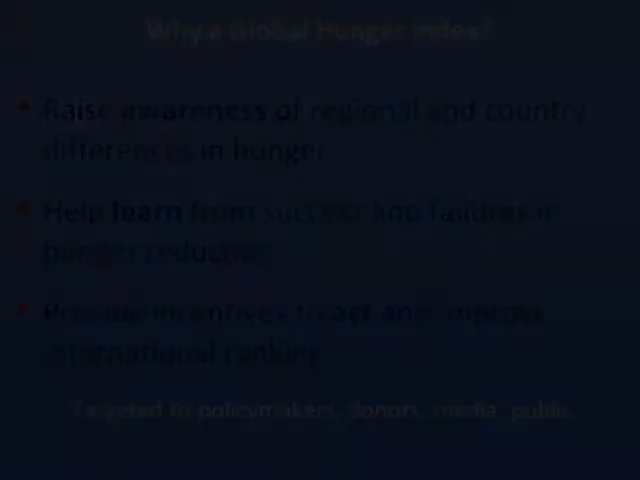 Why a Global Hunger Index?
• Raise awareness of regional and country
differences in hunger
• Help learn from success and failures in
hunger reduction
• Provide incentives to act and improve
international ranking
Targeted to policymakers, donors, media, public